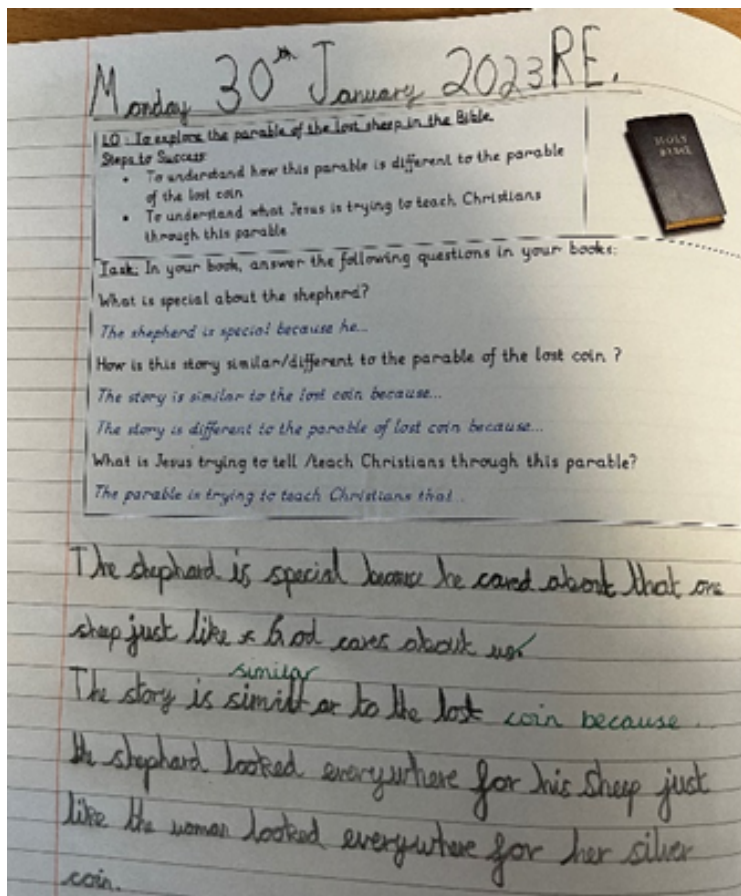 Monday 30th January 2023 RE.
LO: To explore the parable of the lost sheep in the Bible
Steps to Success:
• To understand how this parable is different to the parable
of the lost coin
• To understand what Jesus is trying to teach Christians
through this parable
HOLY
BIBLE
Task: In your book, answer the following questions in your books:
What is special about the shepherd?
The shepherd is special because he...
How is this story similar/different to the parable of the lost coin ?
The story is similar to the lost coin because...
The story is different to the parable of lost coin because...
What is Jesus trying to tell /teach Christians through this parable?
The parable is trying to teach Christians that...
The shephard is special because he cared about that one
sheep just like God cares about us
similar
The story is similar to the lost coin because ...
the shephard looked everywhere for his sheep just
like the woman looked everywhere for her silver
coin.